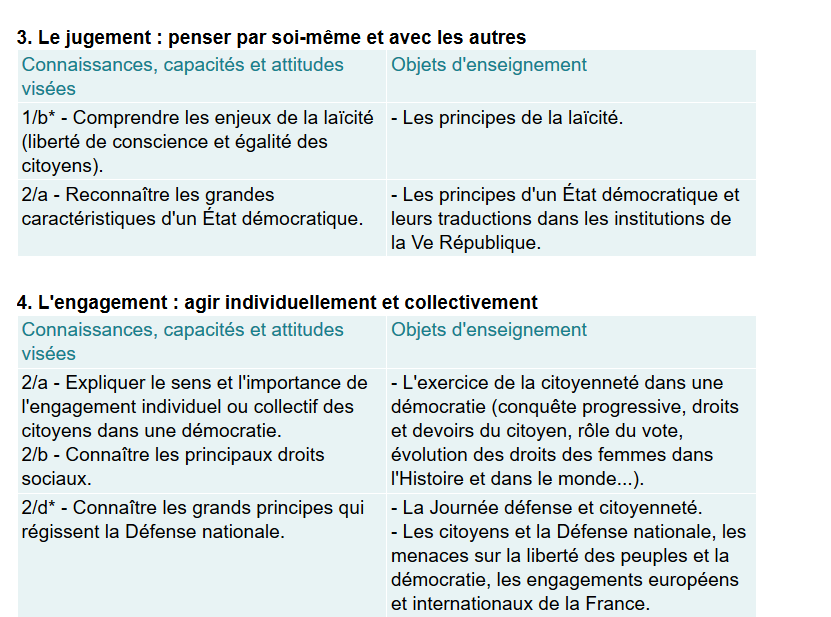 3. Le jugement : penser par soi-même et avec les autres
Connaissances, capacités et attitudes
visées
Objets d'enseignement
1/b* - Comprendre les enjeux de la laïcité
(liberté de conscience et égalité des
citoyens).
- Les principes de la laïcité.
2/a - Reconnaître les grandes
caractéristiques d'un État démocratique.
- Les principes d'un État démocratique et
leurs traductions dans les institutions de
la Ve République.
4. L'engagement : agir individuellement et collectivement
Connaissances, capacités et attitudes
visées
Objets d'enseignement
2/a - Expliquer le sens et l'importance de
l'engagement individuel ou collectif des
citoyens dans une démocratie.
2/b - Connaître les principaux droits
sociaux.
- L'exercice de la citoyenneté dans une
démocratie (conquête progressive, droits
et devoirs du citoyen, rôle du vote,
évolution des droits des femmes dans
l'Histoire et dans le monde...).
2/d* - Connaître les grands principes qui
régissent la Défense nationale.
- La Journée défense et citoyenneté.
- Les citoyens et la Défense nationale, les
menaces sur la liberté des peuples et la
démocratie, les engagements européens
et internationaux de la France.